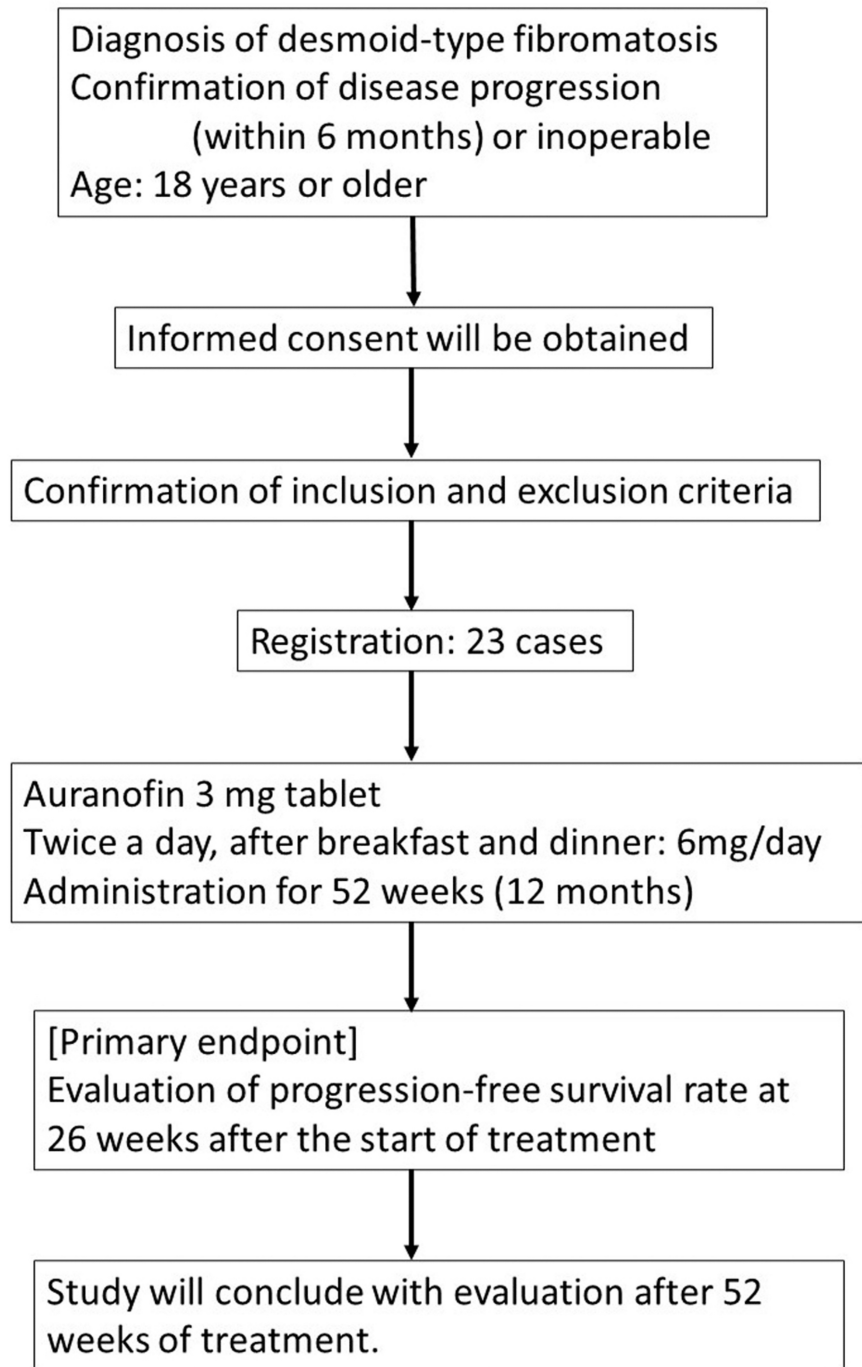 Diagnosis of desmoid-type fibromatosis
Confirmation of disease progression
(within 6 months) or inoperable
Age: 18 years or older
Informed consent will be obtained
Confirmation of inclusion and exclusion criteria
Registration: 23 cases
Auranofin 3 mg tablet
Twice a day, after breakfast and dinner: 6mg/day
Administration for 52 weeks (12 months)
[Primary endpoint]
Evaluation of progression-free survival rate at
26 weeks after the start of treatment
Study will conclude with evaluation after 52
weeks of treatment.